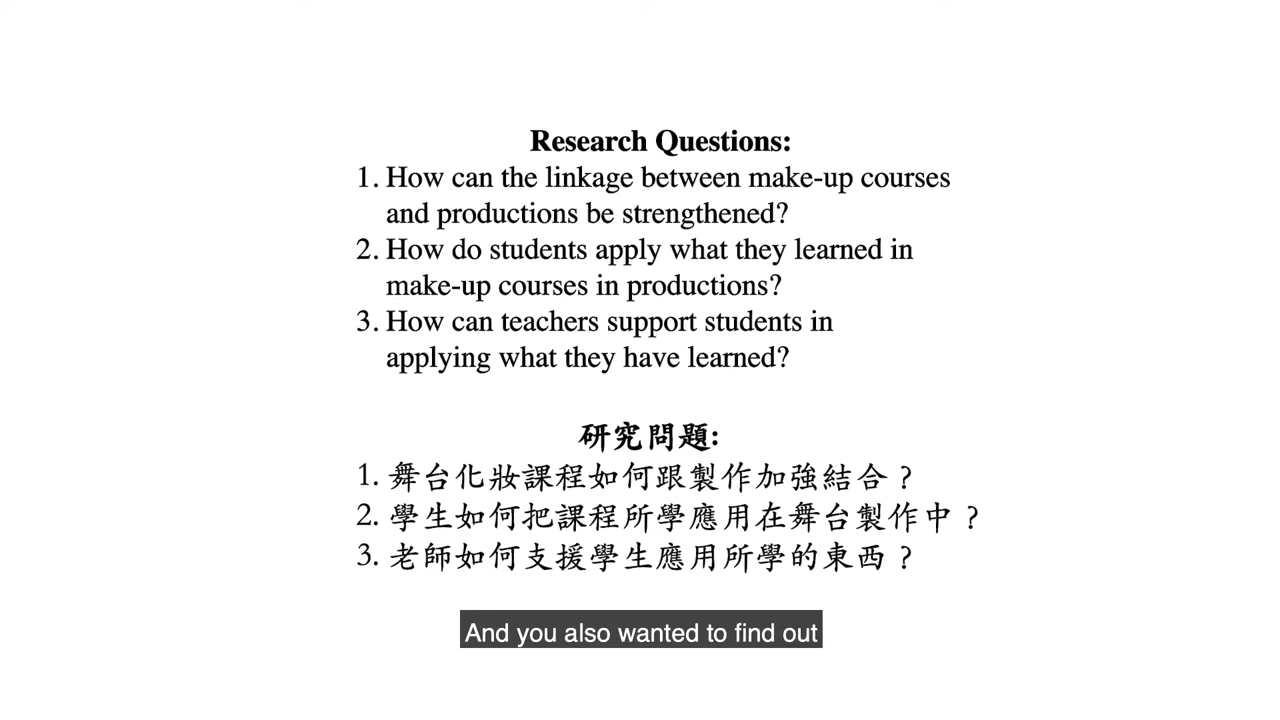 Research Questions:
1. How can the linkage between make-up courses
and productions be strengthened?
2. How do students apply what they learned in
make-up courses in productions?
3. How can teachers support students in
applying what they have learned?
研究問題:
1. 舞台化妝課程如何跟製作加強結合？
2. 學生如何把課程所學應用在舞台製作中？
3. 老師如何支援學生應用所學的東西？
And you also wanted to find out